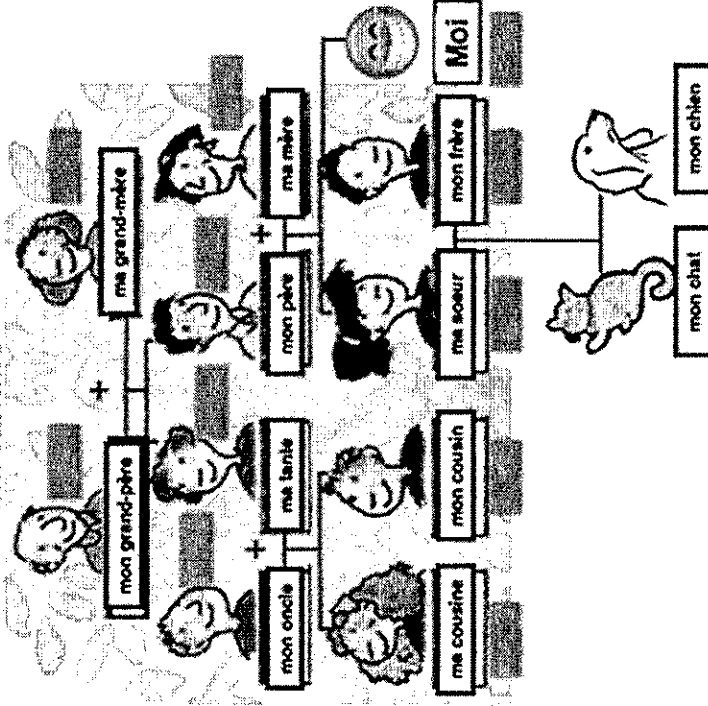 mon grand-père
ma grand-mère
mon oncle
ma tante
mon père
ma mère
ma cousine
mon cousin
ma soeur
mon frère
Moi
mon chat
mon chien